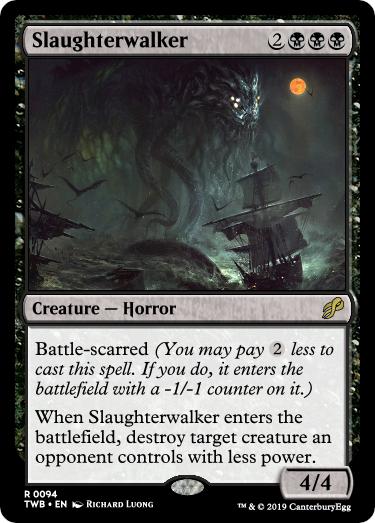 Slaughterwalker 2
Creature — Horror
Battle-scarred (You may pay 2 less to
cast this spell. If you do, it enters the
battlefield with a -1/-1 counter on it.)
When Slaughterwalker enters the
battlefield, destroy target creature an
opponent controls with less power.
4/4
R 0094
TWB • EN Richard Luong
™ & © 2019 CanterburyEgg